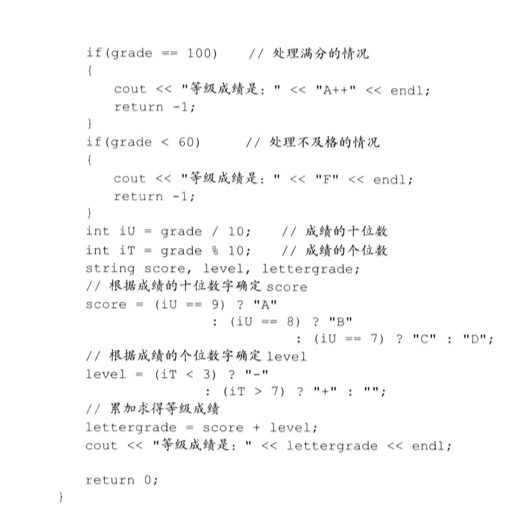 if(grade == 100)    // 处理满分的情况
{
    cout << "等级成绩是：" << "A++" << endl;
    return -1;
}
if(grade < 60)      // 处理不及格的情况
{
    cout << "等级成绩是：" << "F" << endl;
    return -1;
}
int iU = grade / 10;    // 成绩的十位数
int iT = grade % 10;    // 成绩的个位数
string score, level, lettergrade;
// 根据成绩的十位数字确定 score
score = (iU == 9) ? "A"
                : (iU == 8) ? "B"
                            : (iU == 7) ? "C" : "D";
// 根据成绩的个位数字确定 level
level = (iT < 3) ? "-"
                : (iT > 7) ? "+" : "";
// 累加求得等级成绩
lettergrade = score + level;
cout << "等级成绩是：" << lettergrade << endl;
return 0;
}